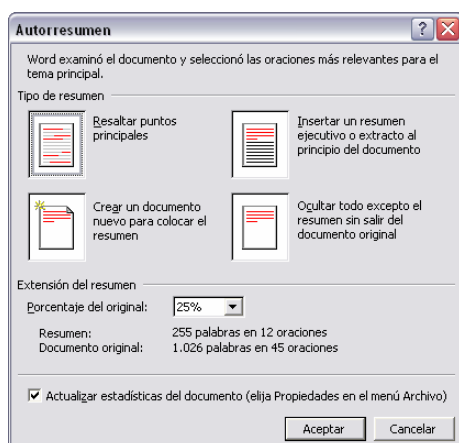 Autorresumen
Word examinó el documento y seleccionó las oraciones más relevantes para el
tema principal.
Tipo de resumen
Resaltar puntos
principales
Insertar un resumen
ejecutivo o extracto al
principio del documento
Crear un documento
nuevo para colocar el
resumen
Ocultar todo excepto el
resumen sin salir del
documento original
Extensión del resumen
Porcentaje del original: 25%
Resumen: 255 palabras en 12 oraciones
Documento original: 1.026 palabras en 45 oraciones
Actualizar estadísticas del documento (elija Propiedades en el menú Archivo)
Aceptar Cancelar